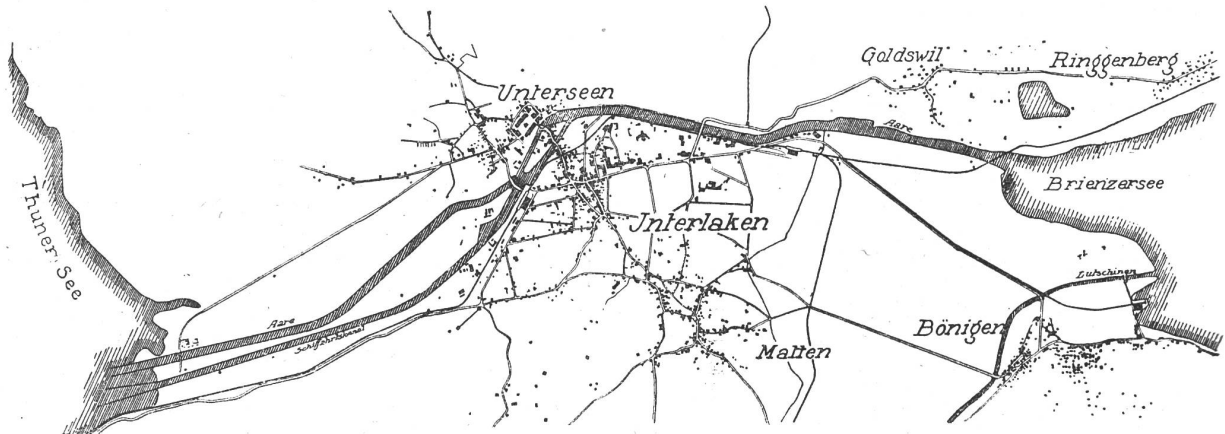 Goldswil
Ringgenberg
Unterseen
Aare
Thuner See
Brienzersee
Jnterlaken
Lutschinen
Aare
Bönigen
Schiffahrtskanal
Matten